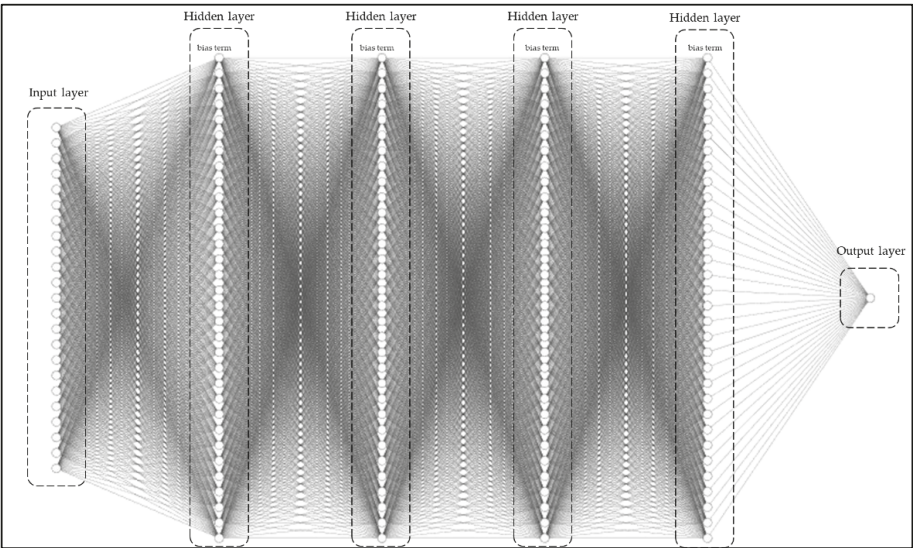 Hidden layer
Hidden layer
Hidden layer
Hidden layer
bias term
bias term
bias term
bias term
Input layer
Output layer